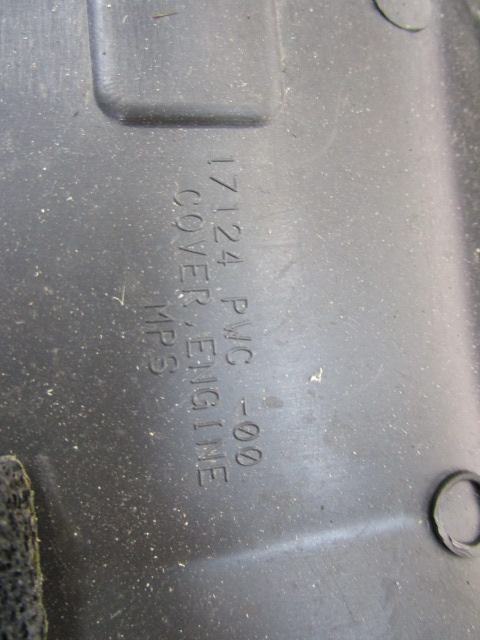 17124 PWC -00
COVER,ENGINE
MPS